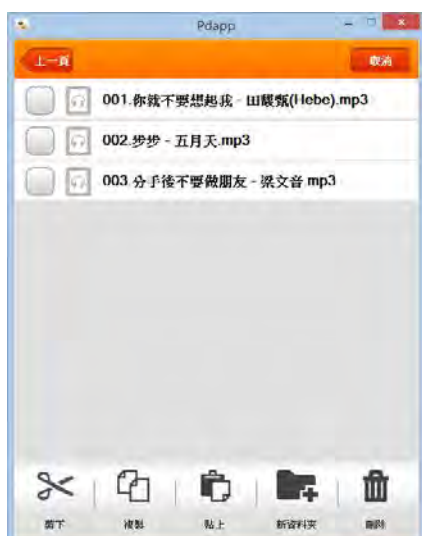 Pdapp
上一頁
取消
001.你就不要想起我 - 田馥甄(Hebe).mp3
002.步步 - 五月天.mp3
003.分手後不要做朋友 - 梁文音.mp3
剪下
複製
貼上
新資料夾
刪除